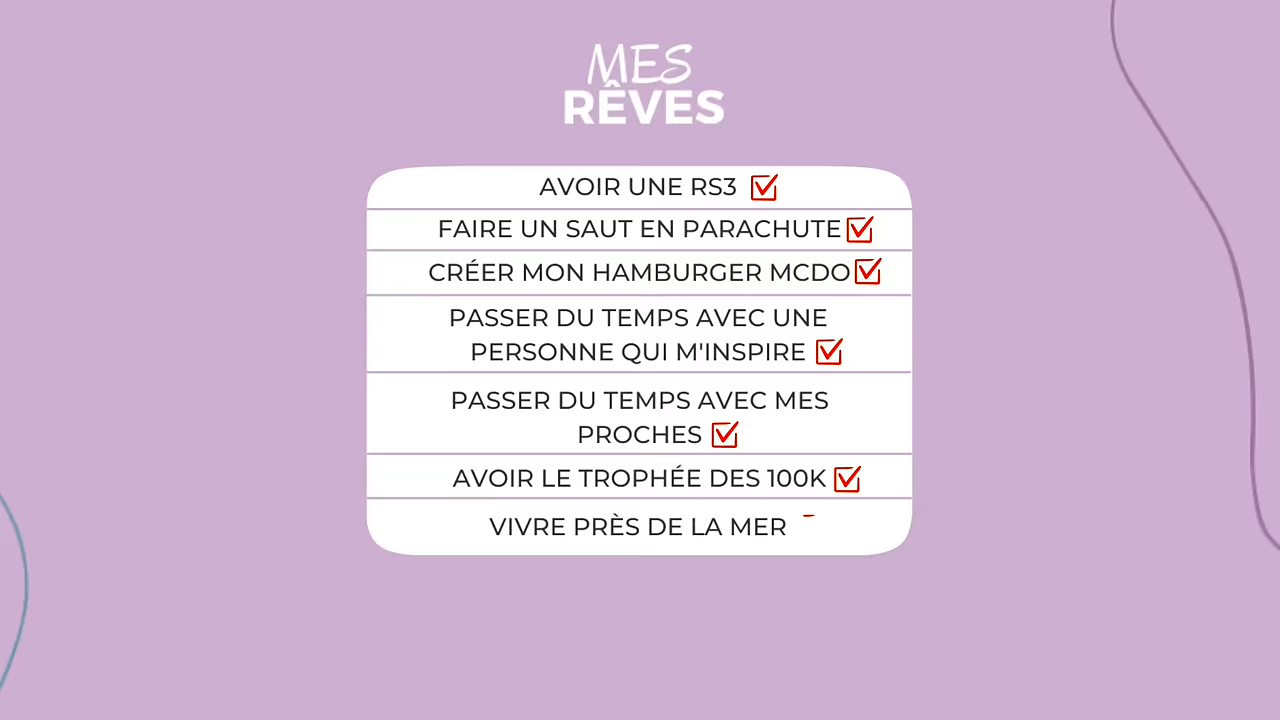 MES
RÊVES
AVOIR UNE RS3
FAIRE UN SAUT EN PARACHUTE
CRÉER MON HAMBURGER MCDO
PASSER DU TEMPS AVEC UNE
PERSONNE QUI M'INSPIRE
PASSER DU TEMPS AVEC MES
PROCHES
AVOIR LE TROPHÉE DES 100K
VIVRE PRÈS DE LA MER